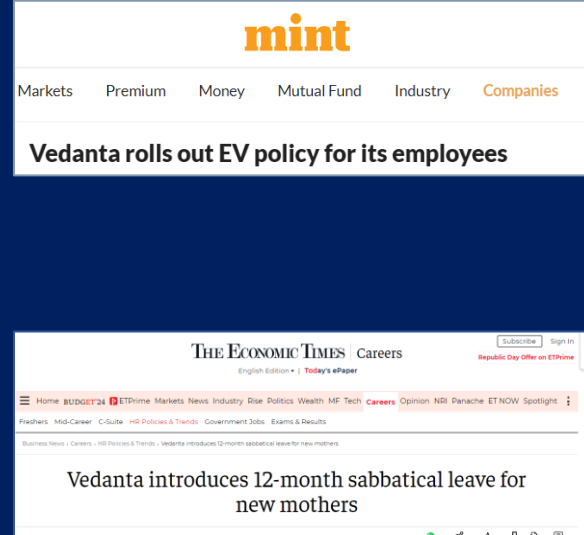 mint
Markets Premium Money Mutual Fund Industry Companies
Vedanta rolls out EV policy for its employees
Subscribe Sign In
THE ECONOMIC TIMES | Careers
Republic Day Offer on ETPrime
English Edition | Today's ePaper
Home BUDGET'24 ETPrime Markets News Industry Rise Politics Wealth MF Tech Careers Opinion NRI Panache ET NOW Spotlight
Freshers Mid-Career C-Suite HR Policies & Trends Government Jobs Exams & Results
Business News › Careers › HR Policies & Trends › Vedanta introduces 12-month sabbatical leave for new mothers
Vedanta introduces 12-month sabbatical leave for
new mothers